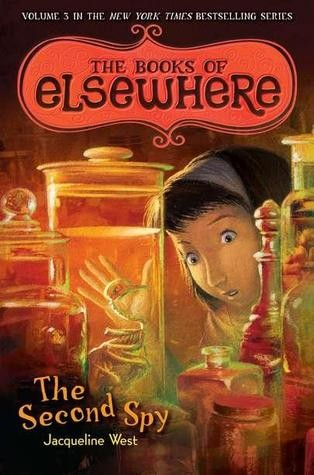 VOLUME 3 IN THE NEW YORK TIMES BESTSELLING SERIES
THE BOOKS OF
ELSEWHERE
The
Second Spy
Jacqueline West